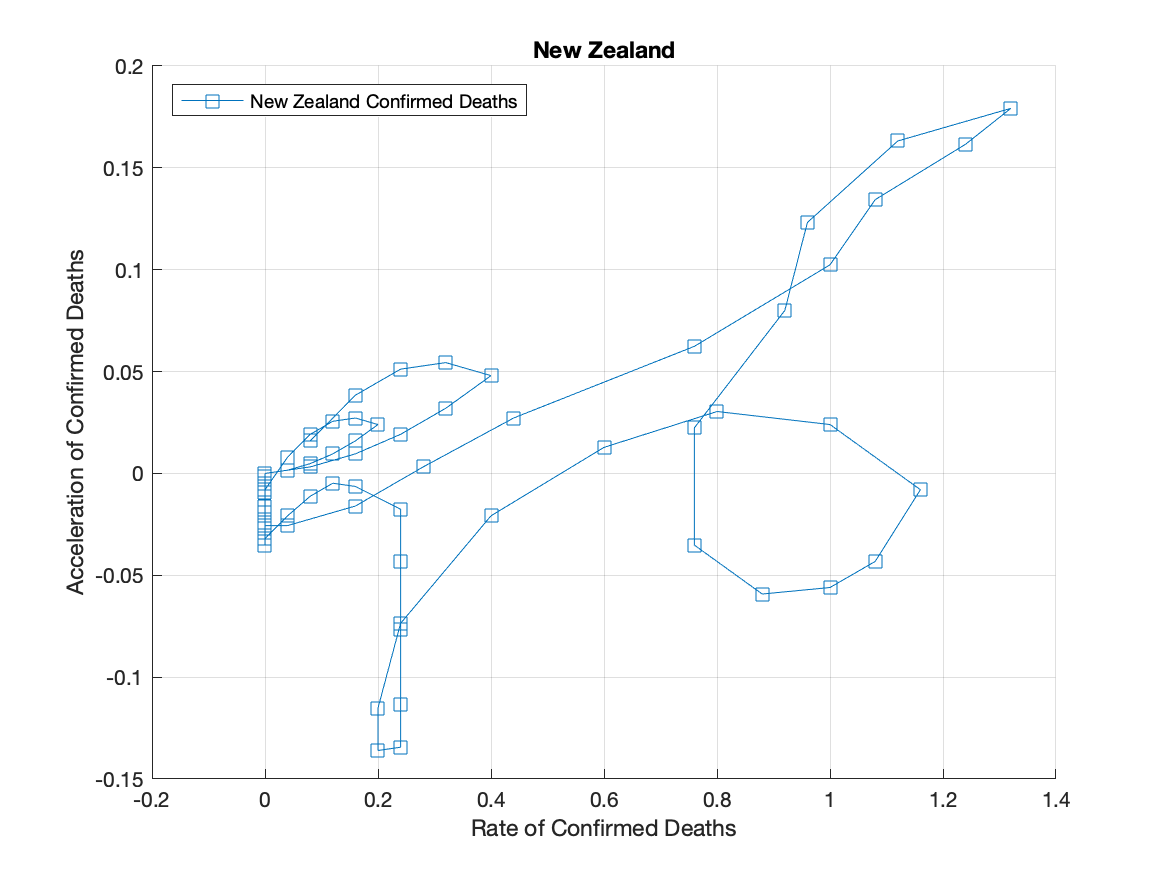 New Zealand
New Zealand Confirmed Deaths
0.2
0.15
0.1
0.05
0
-0.05
-0.1
-0.15
Acceleration of Confirmed Deaths
-0.2 0 0.2 0.4 0.6 0.8 1 1.2 1.4
Rate of Confirmed Deaths